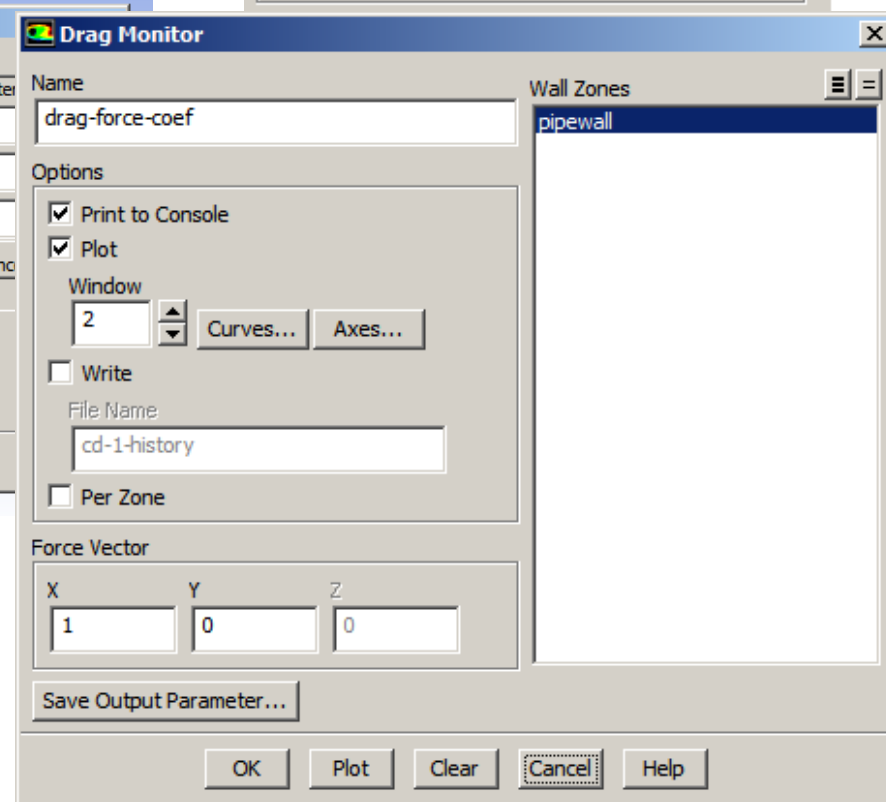 Drag Monitor
Name
drag-force-coef
Options
Print to Console
Plot
Window
2
Curves...
Axes...
Write
File Name
cd-1-history
Per Zone
Force Vector
X Y Z
1 0 0
Save Output Parameter...
Wall Zones
pipewall
OK Plot Clear Cancel Help